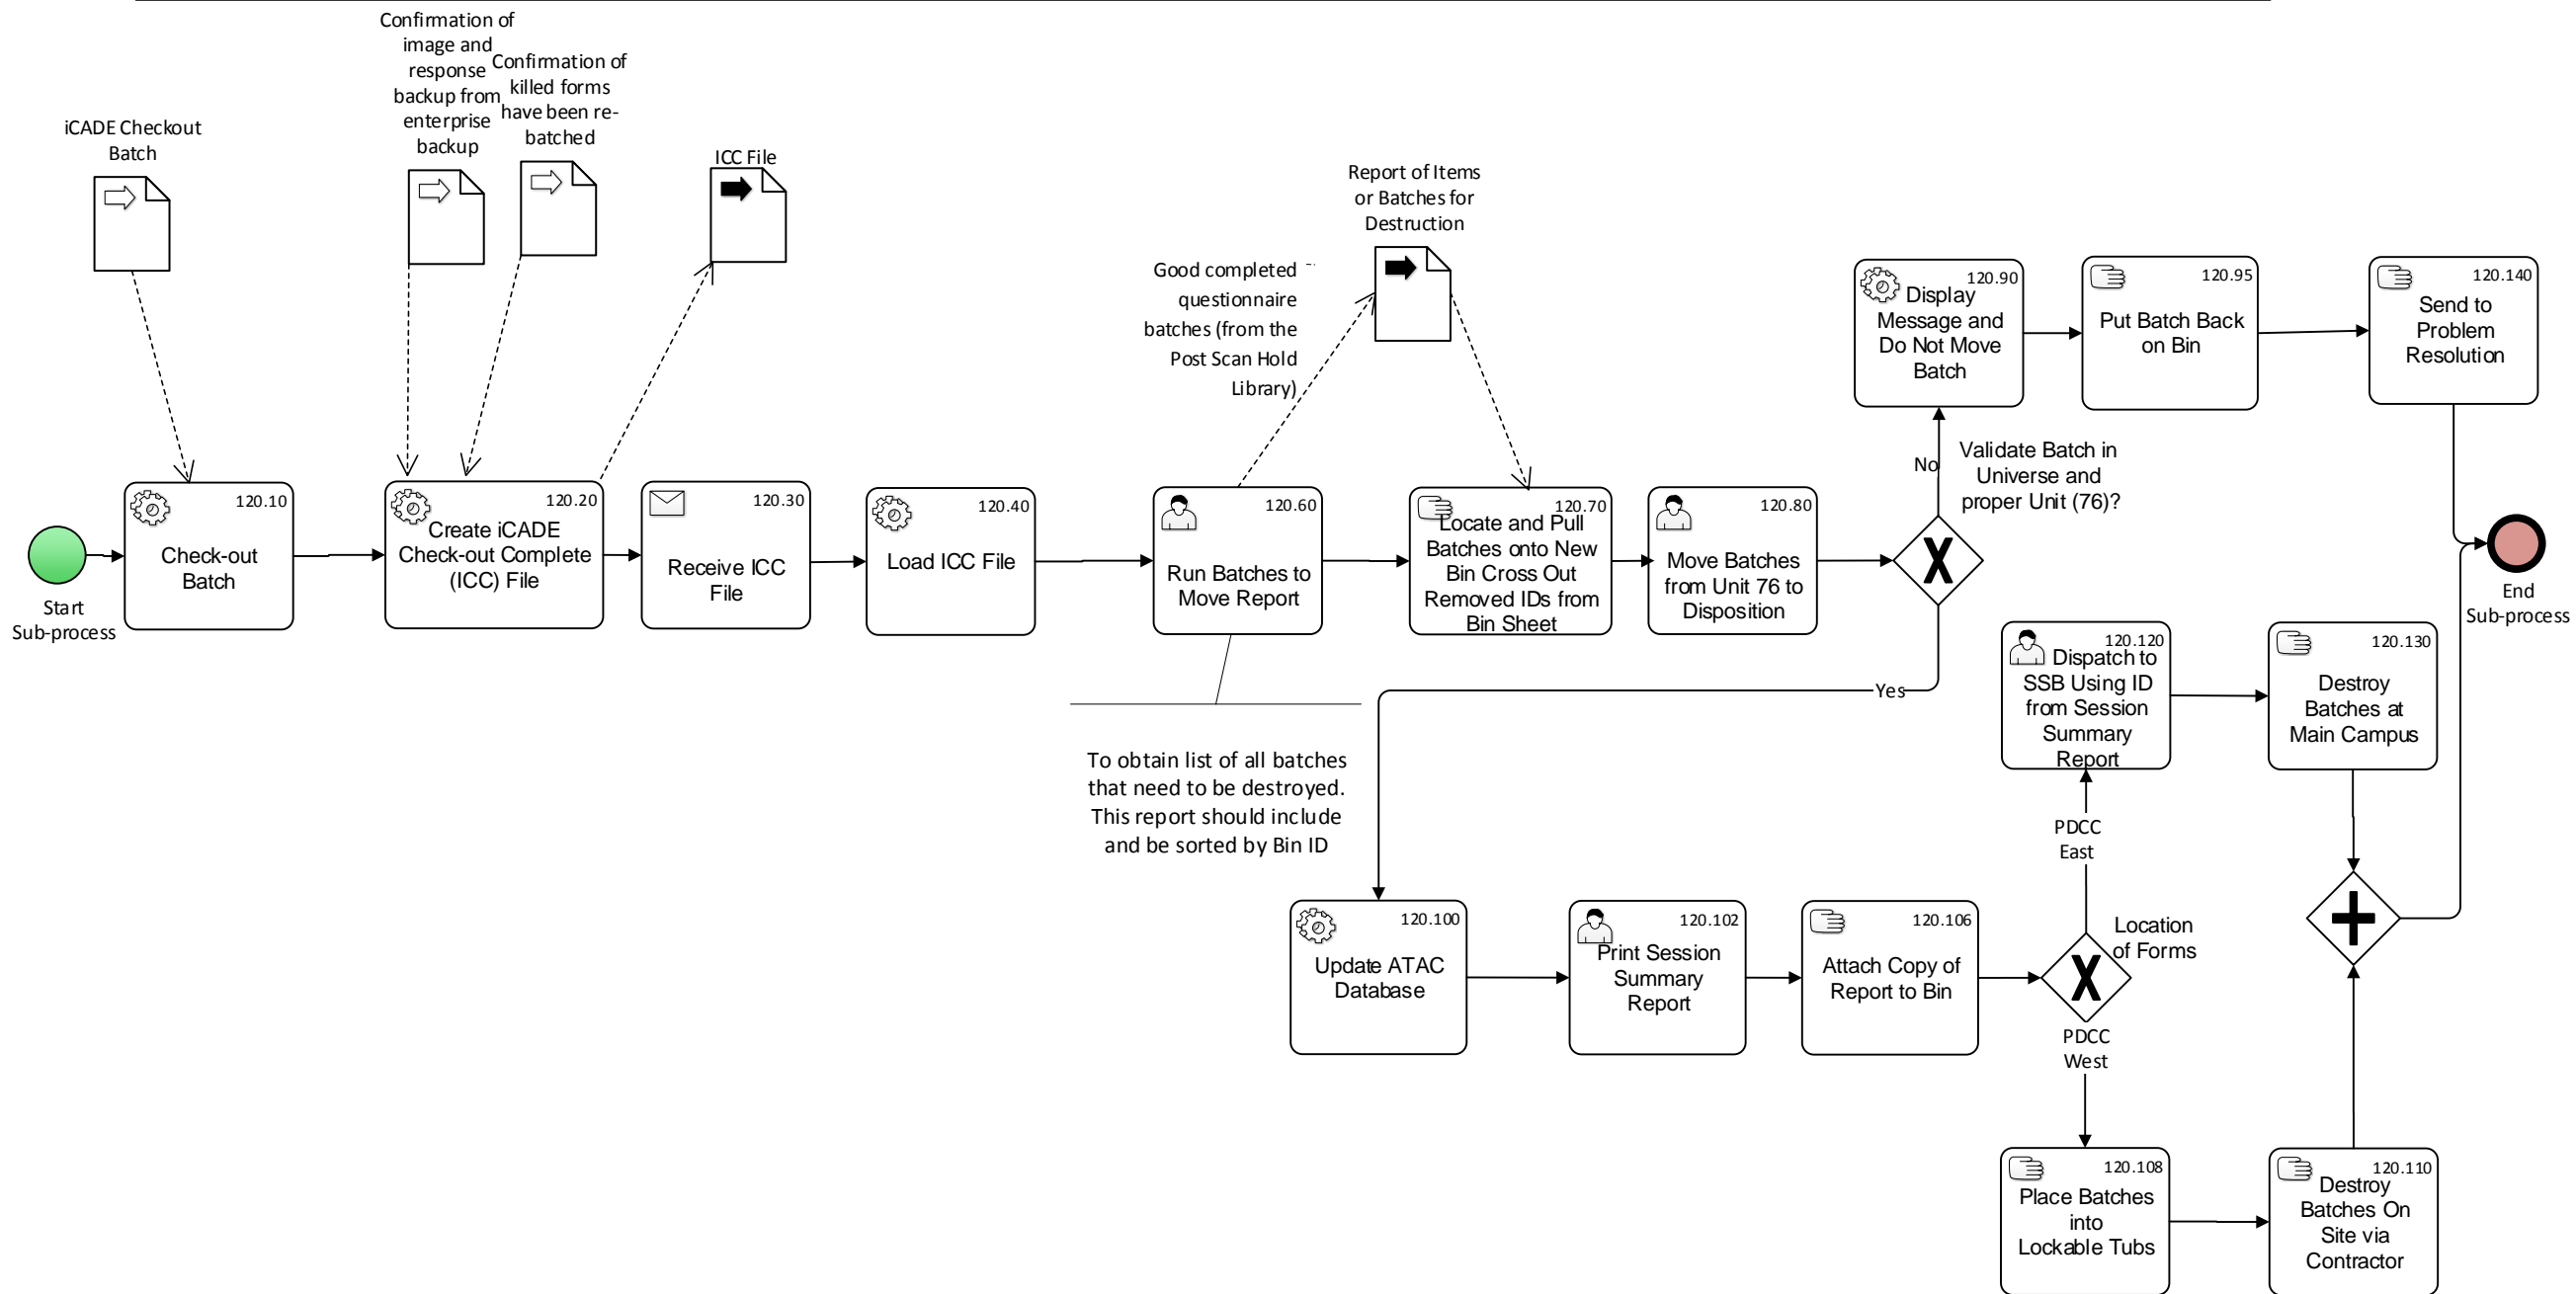 iCADE Checkout
Batch
Confirmation of
image and
response
backup from
enterprise
backup
Confirmation of
killed forms
have been re-
batched
ICC File
Report of Items
or Batches for
Destruction
Good completed
questionnaire
batches (from the
Post Scan Hold
Library)
Start
Sub-process
120.10
Check-out
Batch
120.20
Create iCADE
Check-out Complete
(ICC) File
120.30
Receive ICC
File
120.40
Load ICC File
120.60
Run Batches to
Move Report
To obtain list of all batches
that need to be destroyed.
This report should include
and be sorted by Bin ID
120.70
Locate and Pull
Batches onto New
Bin Cross Out
Removed IDs from
Bin Sheet
120.80
Move Batches
from Unit 76 to
Disposition
Validate Batch in
Universe and
proper Unit (76)?
No
Yes
120.90
Display
Message and
Do Not Move
Batch
120.95
Put Batch Back
on Bin
120.140
Send to
Problem
Resolution
End
Sub-process
120.100
Update ATAC
Database
120.102
Print Session
Summary
Report
120.106
Attach Copy of
Report to Bin
Location
of Forms
PDCC
East
120.120
Dispatch to
SSB Using ID
from Session
Summary
Report
120.130
Destroy
Batches at
Main Campus
PDCC
West
120.108
Place Batches
into
Lockable Tubs
120.110
Destroy
Batches On
Site via
Contractor